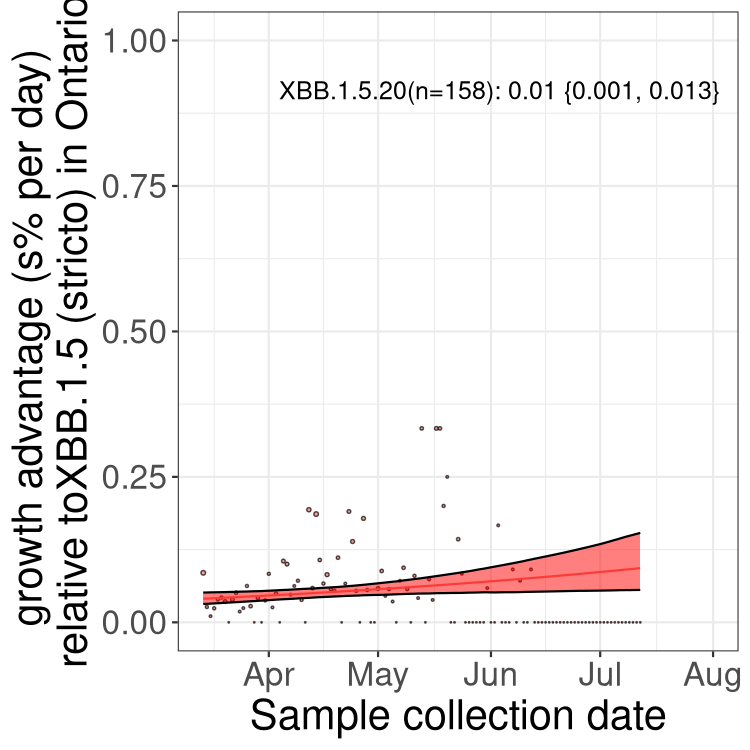 growth advantage (s% per day)
relative toXBB.1.5 (stricto) in Ontario
1.00
0.75
0.50
0.25
0.00
XBB.1.5.20(n=158): 0.01 {0.001, 0.013}
Apr May Jun Jul Aug
Sample collection date